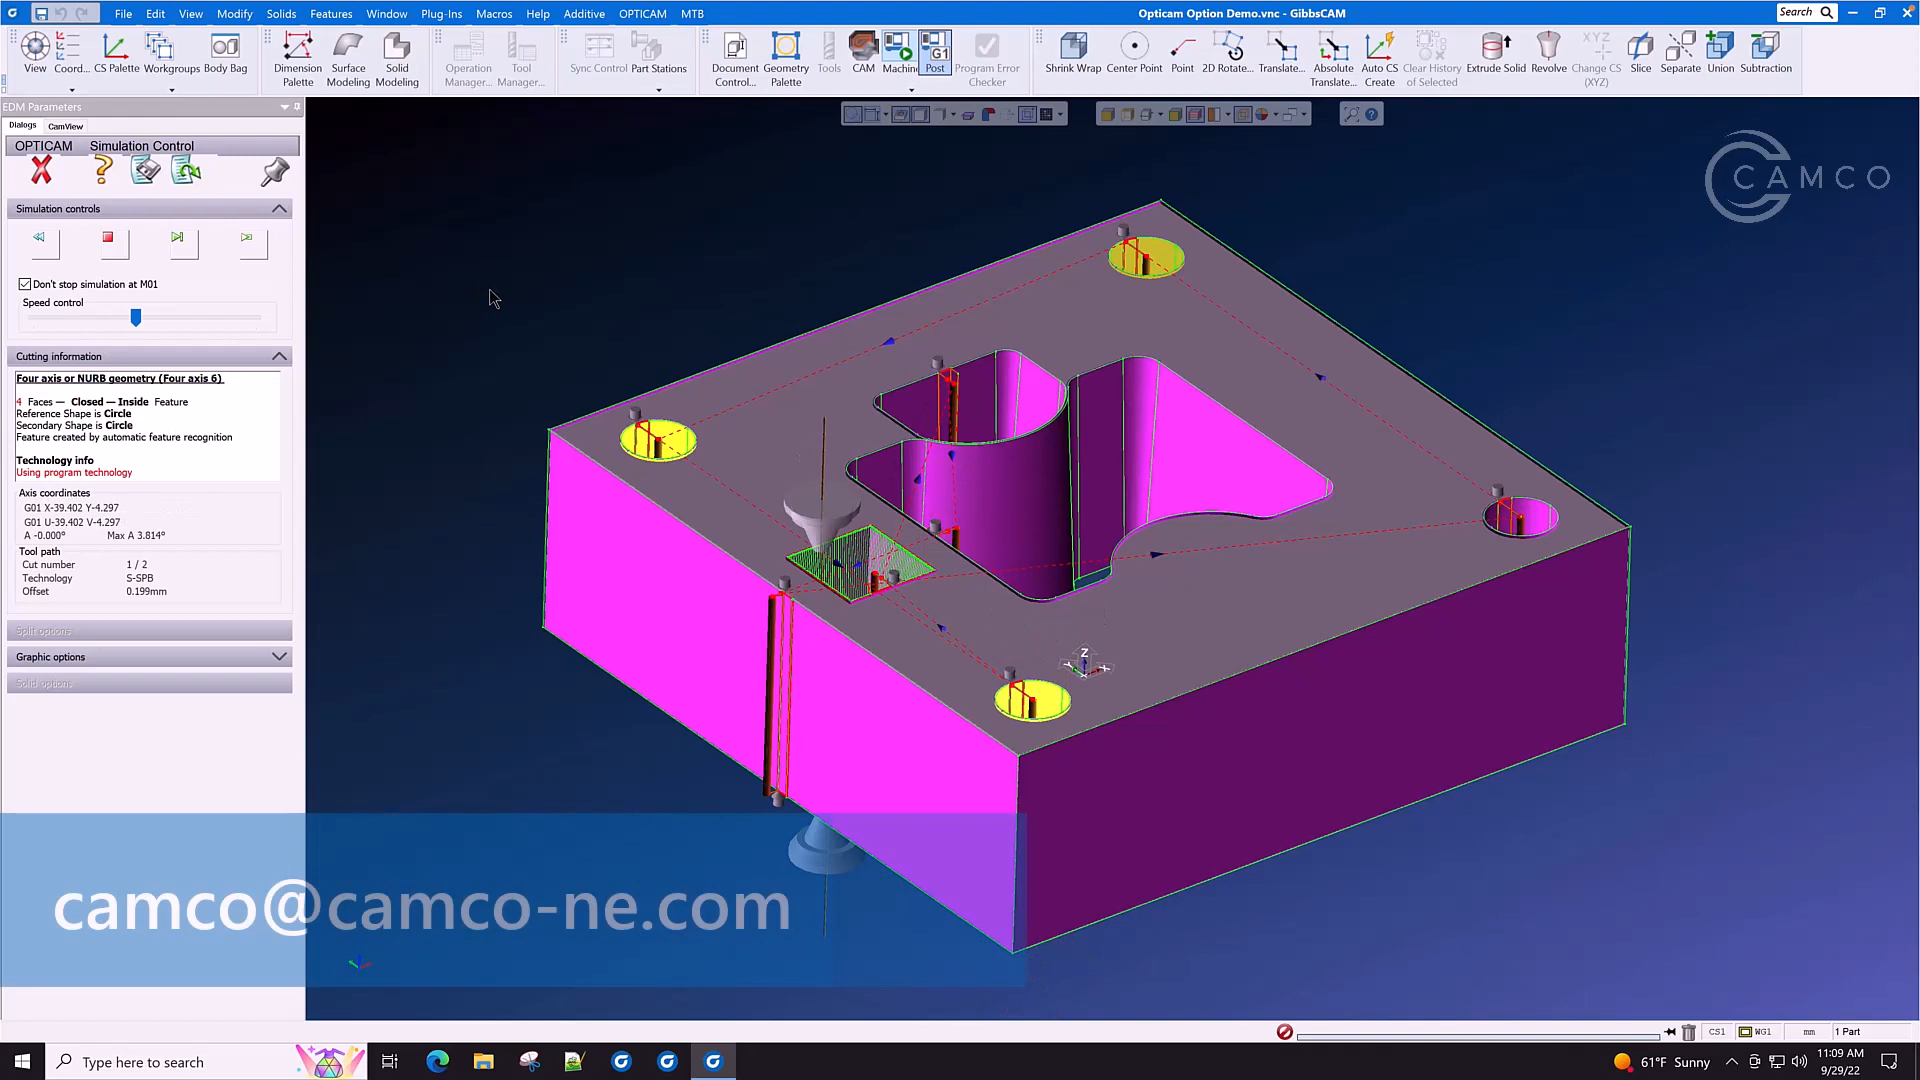 File Edit View Modify Solids Features Window Plug-Ins Macros Help Additive OPTICAM MTB
Opticam Option Demo.vnc - GibbsCAM
Search
View Coord... CS Palette Workgroups Body Bag
Dimension Palette
Surface Modeling
Solid Modeling
Operation Manager...
Tool Manager...
Sync Control Part Stations
Document Control...
Geometry Palette
Tools CAM Machine Post
Program Error Checker
Shrink Wrap Center Point Point 2D Rotate... Translate...
Absolute Translate...
Auto CS Create
Clear History of Selected
Extrude Solid Revolve
Change CS (XYZ)
Slice Separate Union Subtraction
EDM Parameters
Dialogs CamView
OPTICAM Simulation Control
Simulation controls
Don't stop simulation at M01
Speed control
Cutting information
Four axis or NURB geometry (Four axis 6)
4 Faces — Closed — Inside Feature
Reference Shape is Circle
Secondary Shape is Circle
Feature created by automatic feature recognition
Technology info
Using program technology
Axis coordinates
G01 X-39.402 Y-4.297
G01 U-39.402 V-4.297
A -0.000° Max A 3.814°
Tool path
Cut number 1 / 2
Technology S-SPB
Offset 0.199mm
Split options
Graphic options
Solid options
CAMCO
Z
camco@camco-ne.com
CS1 WG1 mm 1 Part
Type here to search
61°F Sunny
11:09 AM
9/29/22